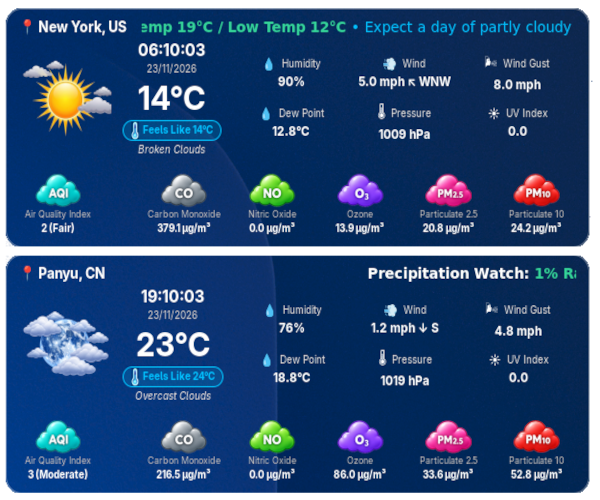 New York, US
emp 19°C / Low Temp 12°C • Expect a day of partly cloudy
06:10:03
23/11/2026
14°C
Feels Like 14°C
Broken Clouds
Humidity
90%
Wind
5.0 mph ↖ WNW
Wind Gust
8.0 mph
Dew Point
12.8°C
Pressure
1009 hPa
UV Index
0.0
AQI
Air Quality Index
2 (Fair)
CO
Carbon Monoxide
379.1 µg/m³
NO
Nitric Oxide
0.0 µg/m³
O₃
Ozone
13.9 µg/m³
PM2.5
Particulate 2.5
20.8 µg/m³
PM10
Particulate 10
24.2 µg/m³
Panyu, CN
Precipitation Watch: 1% Ra
19:10:03
23/11/2026
23°C
Feels Like 24°C
Overcast Clouds
Humidity
76%
Wind
1.2 mph ↓ S
Wind Gust
4.8 mph
Dew Point
18.8°C
Pressure
1019 hPa
UV Index
0.0
AQI
Air Quality Index
3 (Moderate)
CO
Carbon Monoxide
216.5 µg/m³
NO
Nitric Oxide
0.0 µg/m³
O₃
Ozone
86.0 µg/m³
PM2.5
Particulate 2.5
33.6 µg/m³
PM10
Particulate 10
52.8 µg/m³